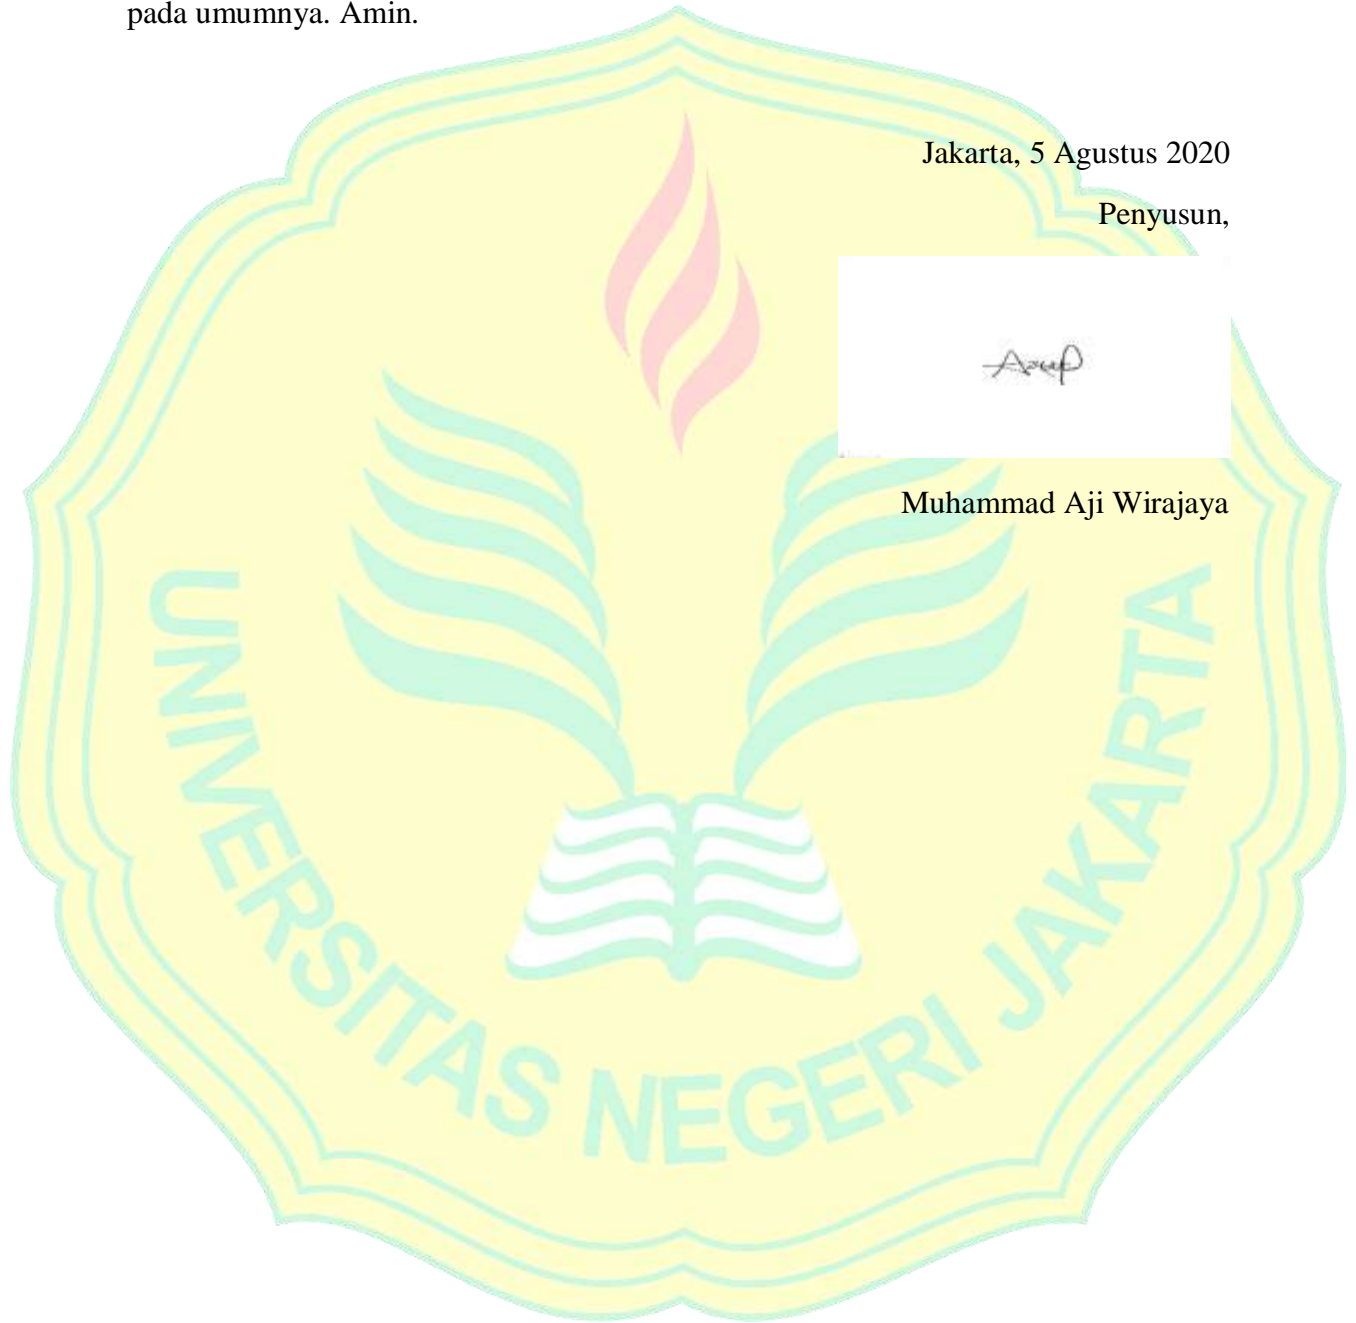 pada umumnya. Amin.
Jakarta, 5 Agustus 2020
Penyusun,
Muhammad Aji Wirajaya
UNIVERSITAS NEGERI JAKARTA